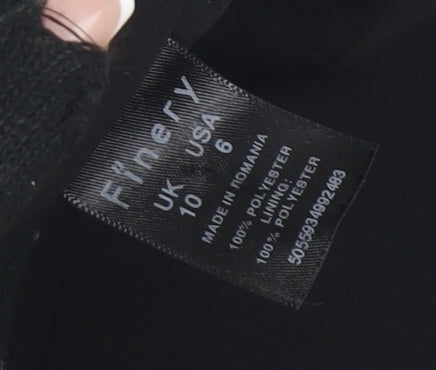 Finery
UK USA
10 6
MADE IN ROMANIA
100% POLYESTER
LINING:
100% POLYESTER
5055934992483